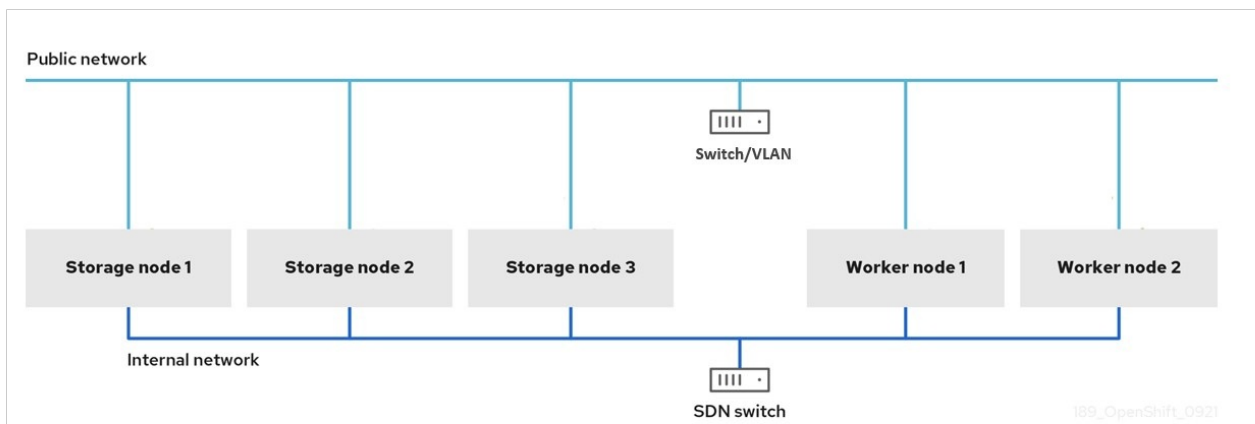 Public network
Switch/VLAN
Storage node 1
Storage node 2
Storage node 3
Worker node 1
Worker node 2
Internal network
SDN switch
189_OpenShift_0921